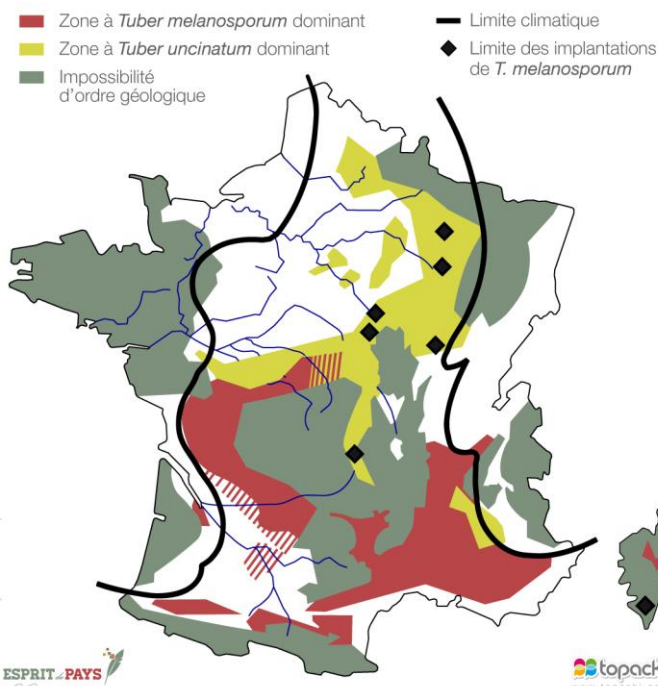 Zone à Tuber melanosporum dominant
Zone à Tuber uncinatum dominant
Impossibilité
d'ordre géologique
Limite climatique
Limite des implantations
de T. melanosporum
ESPRIT de PAYS
topack